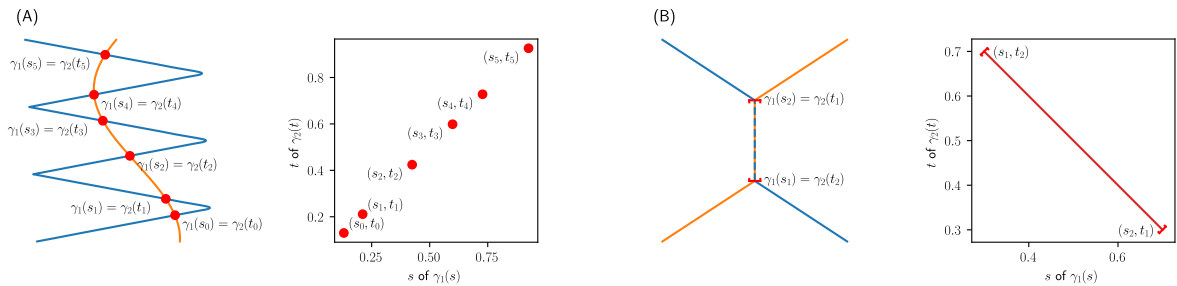 (A)
γ₁(s₅) = γ₂(t₅)
γ₁(s₄) = γ₂(t₄)
γ₁(s₃) = γ₂(t₃)
γ₁(s₂) = γ₂(t₂)
γ₁(s₁) = γ₂(t₁)
γ₁(s₀) = γ₂(t₀)
t of γ₂(t)
0.8
0.6
0.4
0.2
(s₅, t₅)
(s₄, t₄)
(s₃, t₃)
(s₂, t₂)
(s₁, t₁)
(s₀, t₀)
0.25 0.50 0.75
s of γ₁(s)
(B)
γ₁(s₂) = γ₂(t₁)
γ₁(s₁) = γ₂(t₂)
t of γ₂(t)
0.7
0.6
0.5
0.4
0.3
(s₁, t₂)
(s₂, t₁)
0.4 0.6
s of γ₁(s)